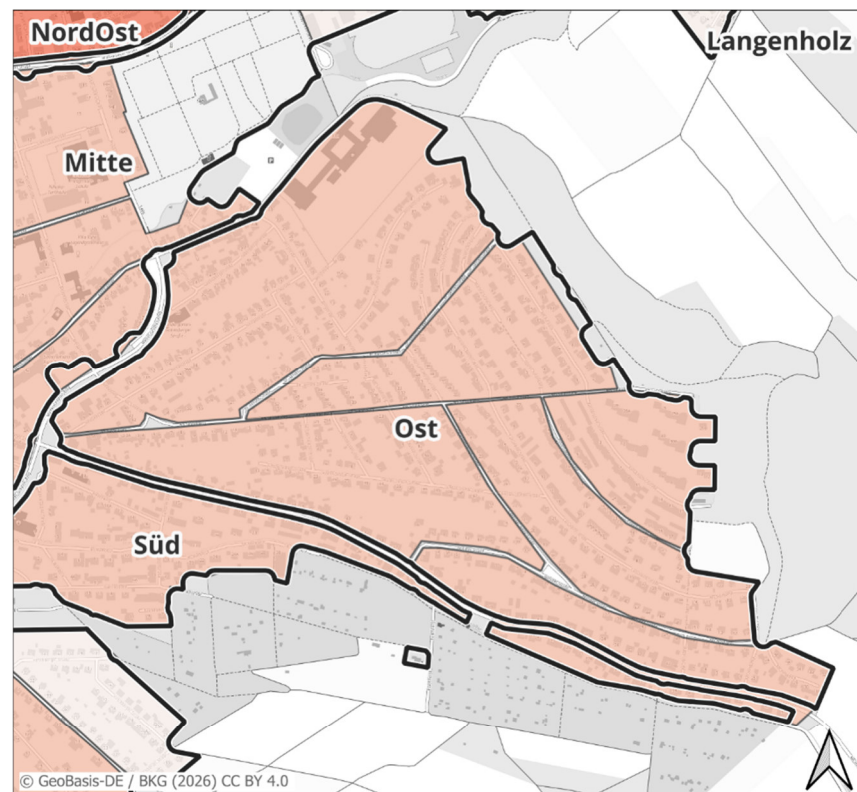 NordOst
Langenholz
Mitte
Ost
Süd
© GeoBasis-DE / BKG (2026) CC BY 4.0